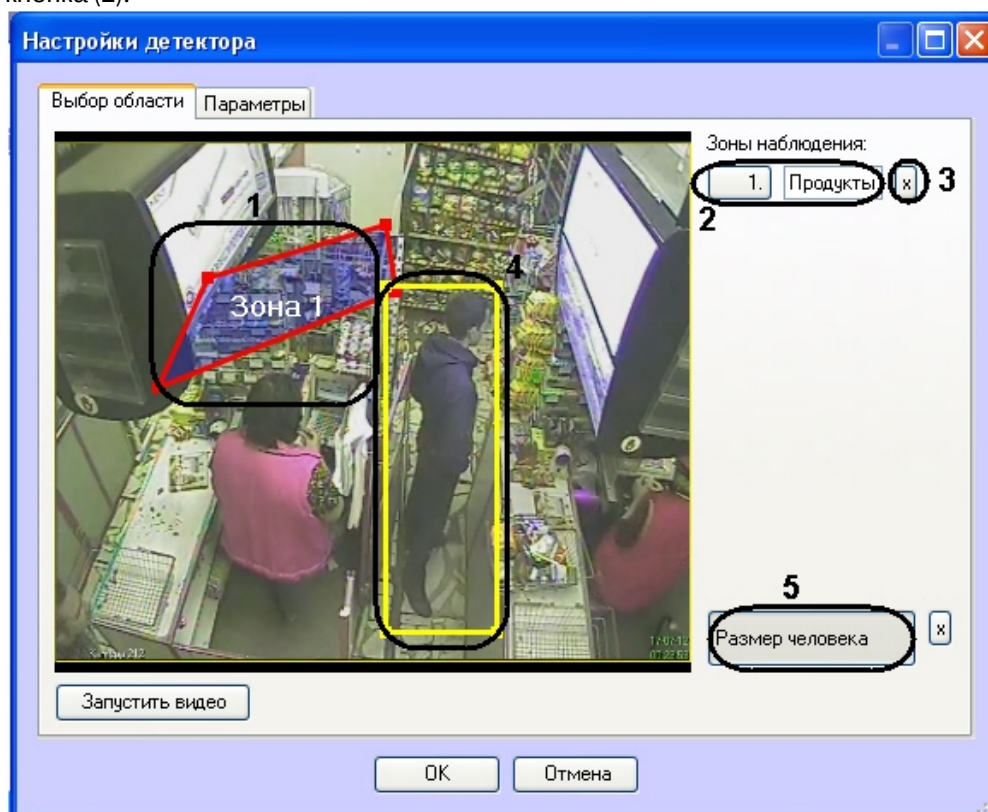 кнопка (2).
Настройки детектора
Выбор области
Параметры
Зоны наблюдения:
1.
Продукты
x
3
2
1
Зона 1
4
5
Размер человека
x
Запустить видео
OK
Отмена